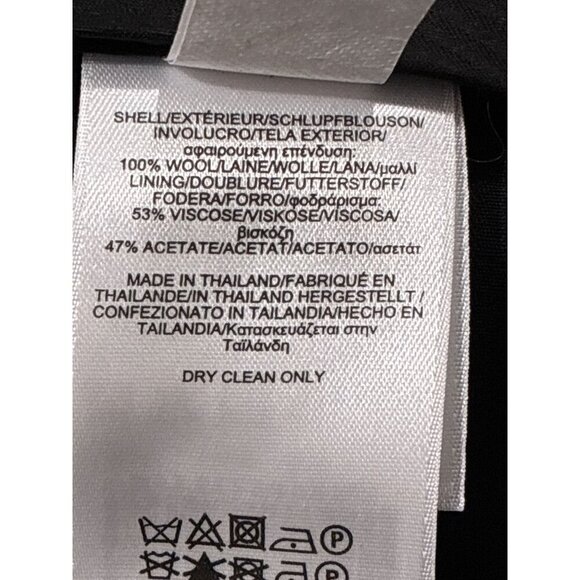 SHELL/EXTÉRIEUR/SCHLUPFBLOUSON/
INVOLUCRO/TELA EXTERIOR/
αφαιρούμενη επένδυση:
100% WOOL/LAINE/WOLLE/LANA/μαλλί
LINING/DOUBLURE/FUTTERSTOFF/
FODERA/FORRO/φοδράρισμα:
53% VISCOSE/VISKOSE/VISCOSA/
βισκόζη
47% ACETATE/ACETAT/ACETATO/ασετάτ
MADE IN THAILAND/FABRIQUÉ EN
THAILANDE/IN THAILAND HERGESTELLT /
CONFEZIONATO IN TAILANDIA/HECHO EN
TAILANDIA/Κατασκευάζεται στην
Ταϊλάνδη
DRY CLEAN ONLY
P
P